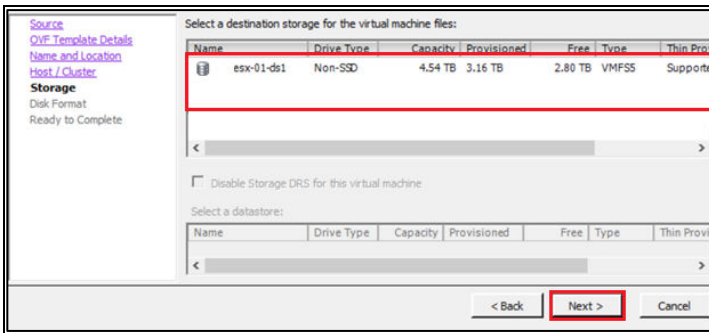 Source
OVF Template Details
Name and Location
Host / Cluster
Storage
Disk Format
Ready to Complete
Select a destination storage for the virtual machine files:
Name Drive Type Capacity Provisioned Free Type Thin Prov
esx-01-ds1 Non-SSD 4.54 TB 3.16 TB 2.80 TB VMFS5 Supporte
Disable Storage DRS for this virtual machine
Select a datastore:
Name Drive Type Capacity Provisioned Free Type Thin Provi
< Back Next > Cancel